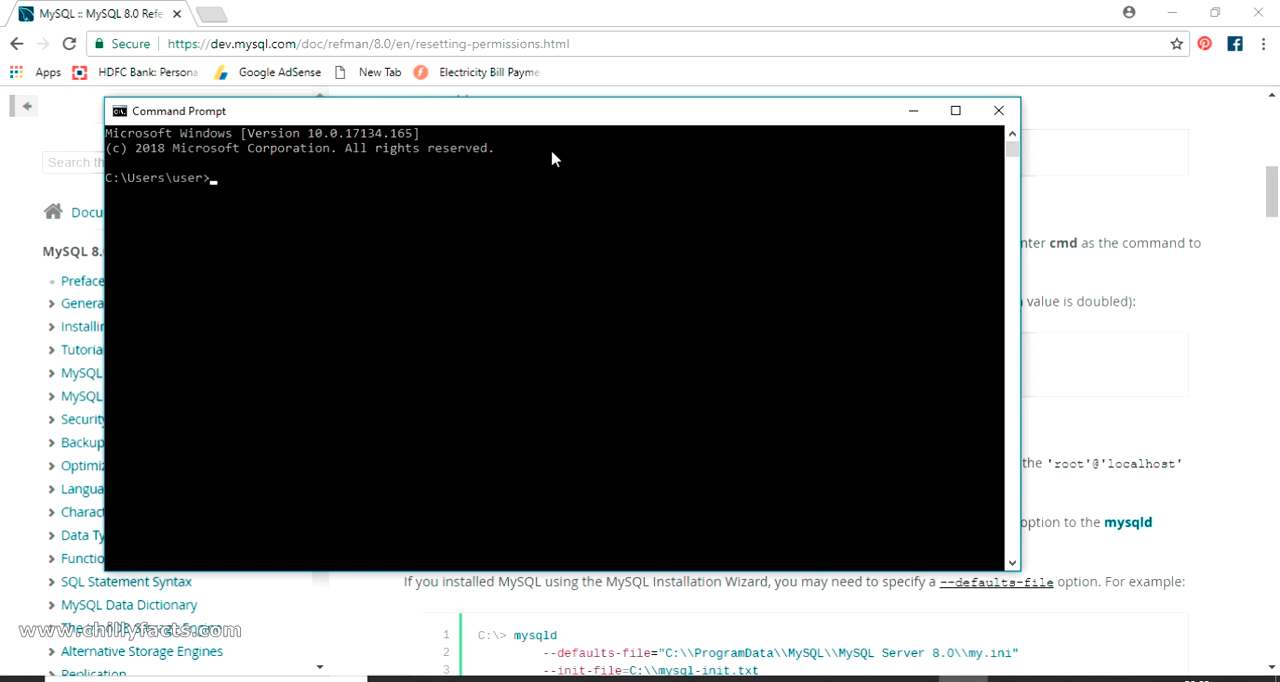 MySQL :: MySQL 8.0 Refe
Secure https://dev.mysql.com/doc/refman/8.0/en/resetting-permissions.html
Apps HDFC Bank: Persona Google AdSense New Tab Electricity Bill Payme
Command Prompt
Microsoft Windows [Version 10.0.17134.165]
(c) 2018 Microsoft Corporation. All rights reserved.
C:\Users\user>
Search th
Docu
MySQL 8.
Preface
Genera
Installin
Tutoria
MySQL
MySQL
Security
Backup
Optimiz
Langua
Charac
Data Ty
Functio
SQL Statement Syntax
MySQL Data Dictionary
www.chillyfacts.com
Alternative Storage Engines
Replication
nter cmd as the command to
value is doubled):
the 'root'@'localhost'
option to the mysqld
If you installed MySQL using the MySQL Installation Wizard, you may need to specify a --defaults-file option. For example:
1 C:\> mysqld
2 --defaults-file="C:\\ProgramData\\MySQL\\MySQL Server 8.0\\my.ini"
3 --init-file=C:\\mysql-init.txt